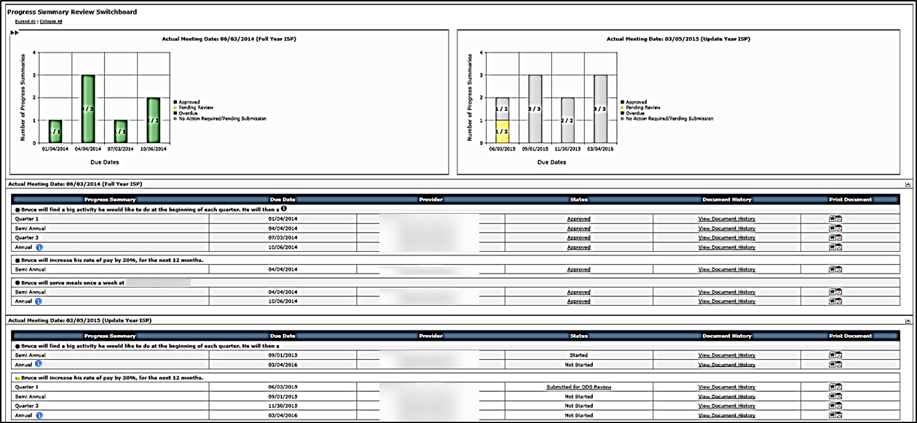 Progress Summary Review Switchboard
Expand All | Collapse All
Actual Meeting Date: 06/03/2014 (Full Year ISP)
Number of Progress Summaries
4
3
2
1
0
1 / 1
3 / 3
1 / 1
2 / 2
01/04/2014 04/04/2014 07/03/2014 10/06/2014
Due Dates
Approved
Pending Review
Overdue
No Action Required/Pending Submission
Actual Meeting Date: 03/05/2015 (Update Year ISP)
Number of Progress Summaries
4
3
2
1
0
1 / 2
1 / 2
3 / 3
2 / 2
3 / 3
06/03/2015 09/01/2015 11/30/2015 03/04/2016
Due Dates
Approved
Pending Review
Overdue
No Action Required/Pending Submission
Actual Meeting Date: 06/03/2014 (Full Year ISP)
Progress Summary Due Date Provider Status Document History Print Document
Bruce will find a big activity he would like to do at the beginning of each quarter. He will then a
Quarter 1 01/04/2014 Approved View Document History
Semi Annual 04/04/2014 Approved View Document History
Quarter 3 07/03/2014 Approved View Document History
Annual 10/06/2014 Approved View Document History
Bruce will increase his rate of pay by 30%, for the next 12 months.
Semi Annual 04/04/2014 Approved View Document History
Bruce will serve meals once a week at
Semi Annual 04/04/2014 Approved View Document History
Annual 10/06/2014 Approved View Document History
Actual Meeting Date: 03/05/2015 (Update Year ISP)
Progress Summary Due Date Provider Status Document History Print Document
Bruce will find a big activity he would like to do at the beginning of each quarter. He will then a
Semi Annual 09/01/2015 Started View Document History
Annual 03/04/2016 Not Started View Document History
Bruce will increase his rate of pay by 30%, for the next 12 months.
Quarter 1 06/03/2015 Submitted for DDS Review View Document History
Semi Annual 09/01/2015 Not Started View Document History
Quarter 3 11/30/2015 Not Started View Document History
Annual 03/04/2016 Not Started View Document History